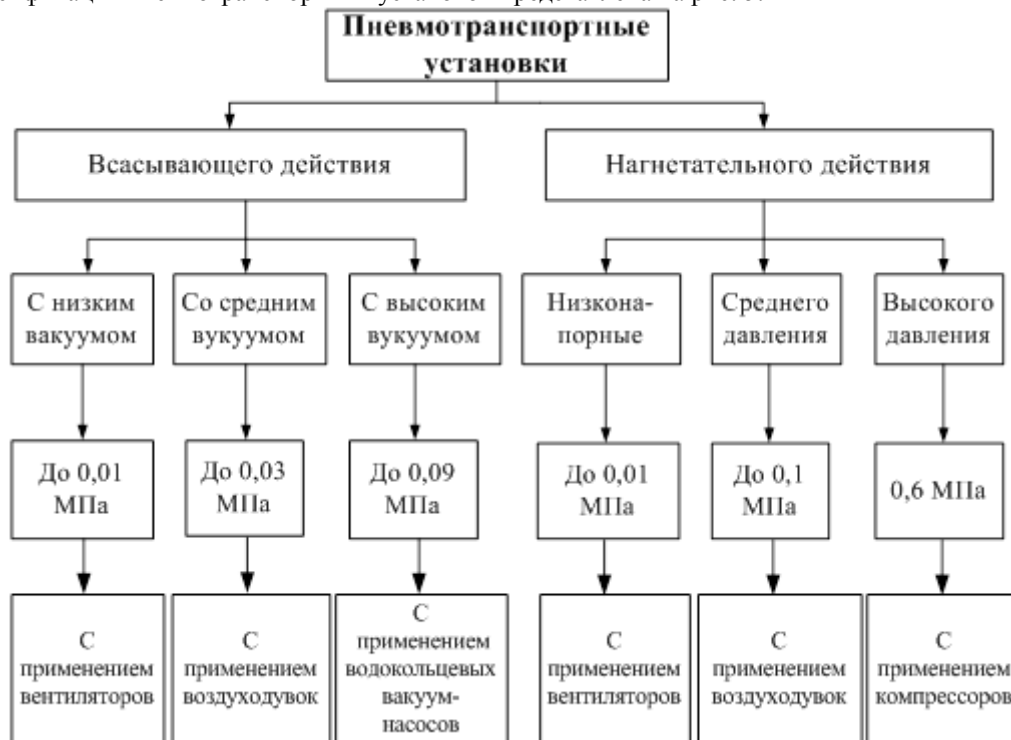 Пневмотранспортные
установки
Всасывающего действия
Нагнетательного действия
С низким
вакуумом
Со средним
вукуумом
С высоким
вукуумом
Низкона-
порные
Среднего
давления
Высокого
давления
До 0,01
МПа
До 0,03
МПа
До 0,09
МПа
До 0,01
МПа
До 0,1
МПа
0,6 МПа
С
применением
вентиляторов
С
применением
воздуходувок
С
применением
водокольцевых
вакуум-
насосов
С
применением
вентиляторов
С
применением
воздуходувок
С
применением
компрессоров